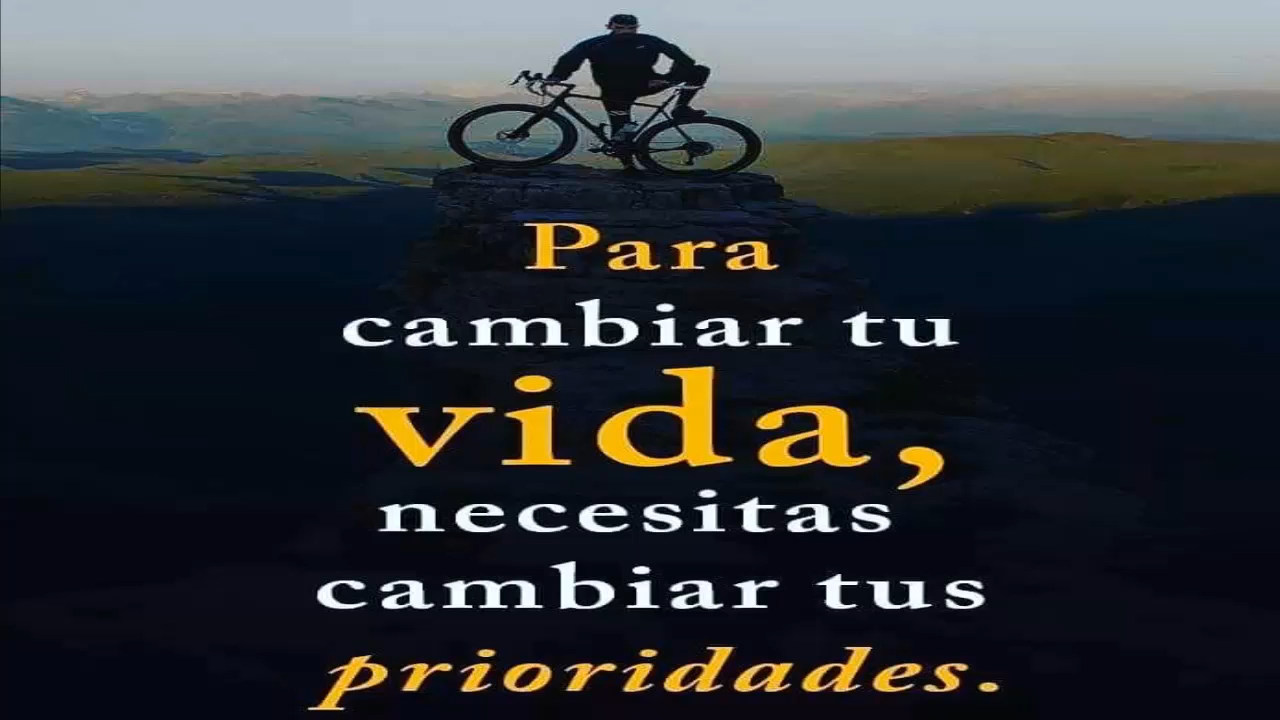 Para
cambiar tu
vida,
necesitas
cambiar tus
prioridades.